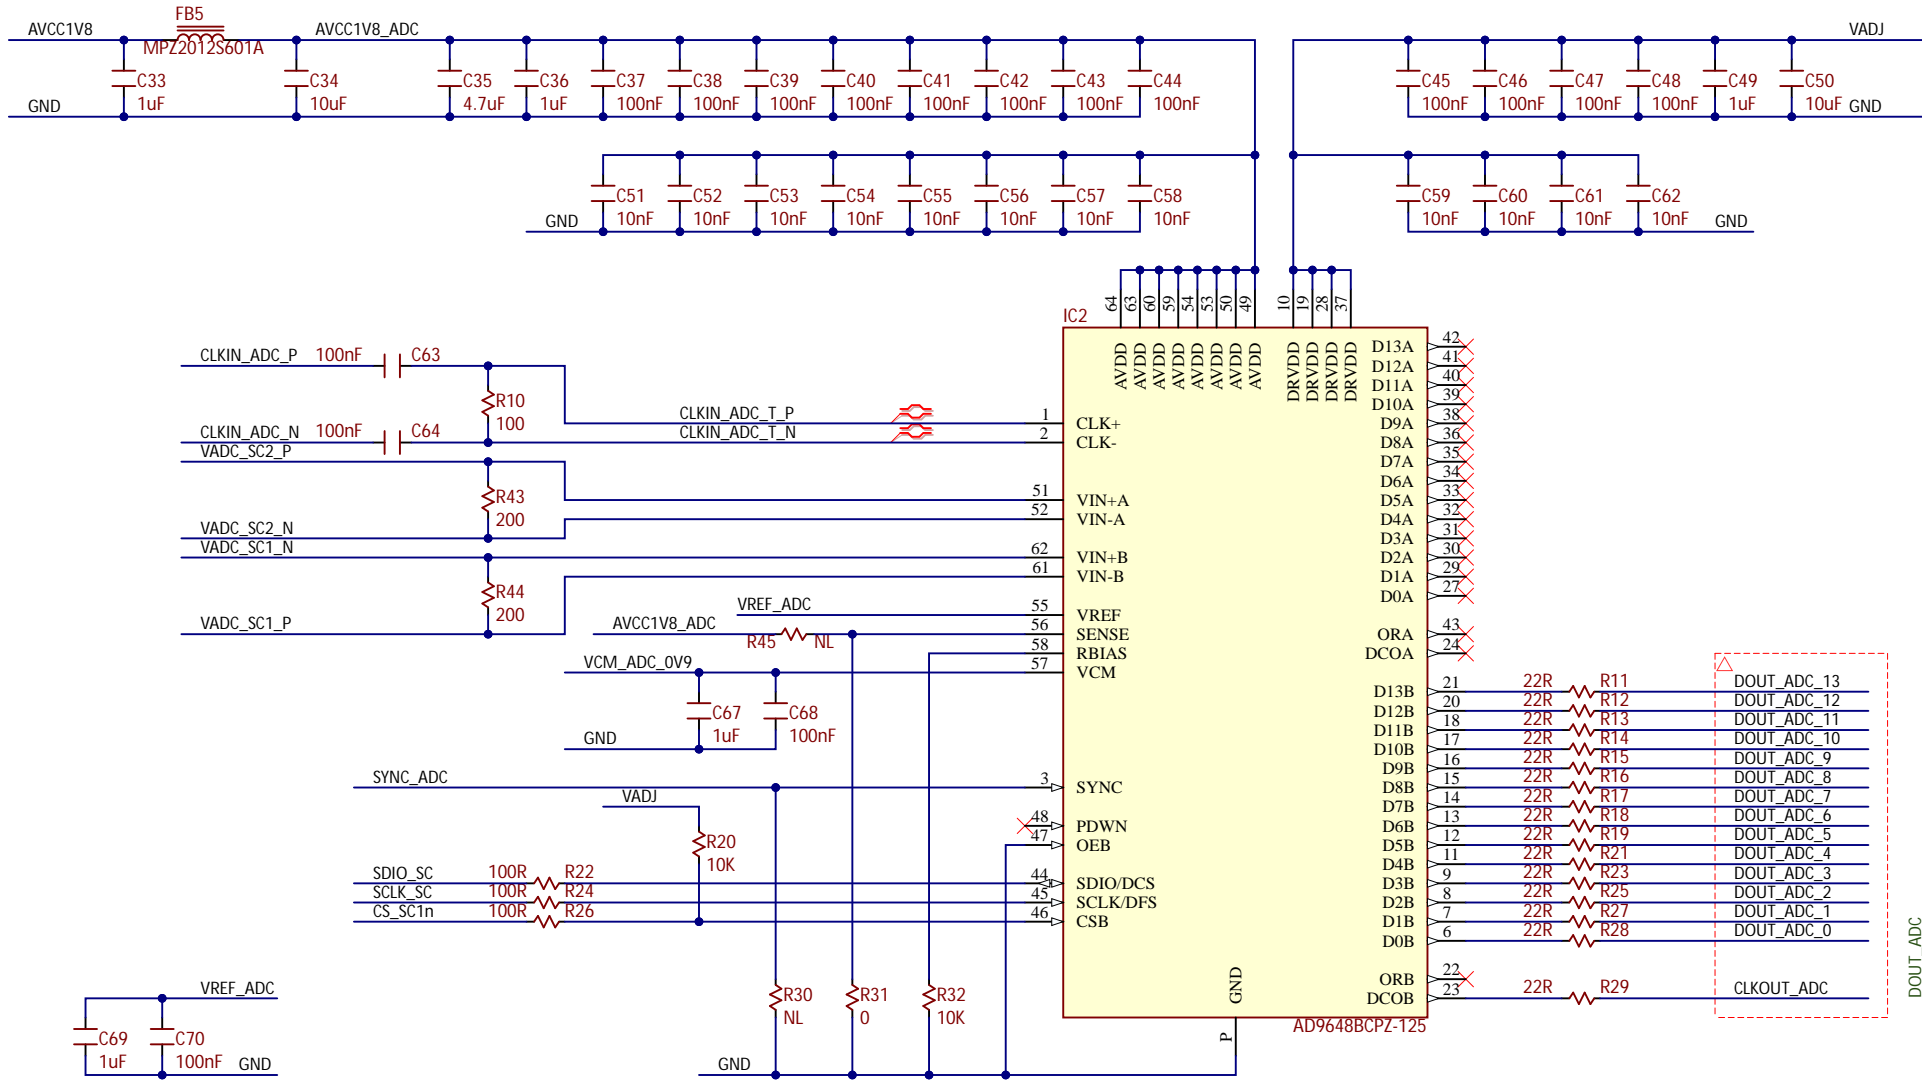 FB5
AVCC1V8 AVCC1V8_ADC VADJ
MPZ2012S601A
C33 C34 C35 C36 C37 C38 C39 C40 C41 C42 C43 C44 C45 C46 C47 C48 C49 C50
1uF 10uF 4.7uF 1uF 100nF 100nF 100nF 100nF 100nF 100nF 100nF 100nF 100nF 100nF 100nF 100nF 1uF 10uF
GND GND
C51 C52 C53 C54 C55 C56 C57 C58 C59 C60 C61 C62
10nF 10nF 10nF 10nF 10nF 10nF 10nF 10nF 10nF 10nF 10nF 10nF
GND GND
64 63 60 59 54 53 50 49 10 19 28 37
IC2
AVDD AVDD AVDD AVDD AVDD AVDD AVDD AVDD DRVDD DRVDD DRVDD DRVDD
D13A 42
CLKIN_ADC_P 100nF C63 D12A 41
D11A 40
R10 D10A 39
100 CLKIN_ADC_T_P 1 CLK+ D9A 38
CLKIN_ADC_N 100nF C64 CLKIN_ADC_T_N 2 CLK- D8A 36
VADC_SC2_P D7A 35
D6A 34
R43 51 VIN+A D5A 33
200 52 VIN-A D4A 32
VADC_SC2_N D3A 31
VADC_SC1_N 62 VIN+B D2A 30
61 VIN-B D1A 29
R44 D0A 27
200 VREF_ADC 55 VREF
VADC_SC1_P AVCC1V8_ADC R45 NL 56 SENSE ORA 43
58 RBIAS DCOA 24
VCM_ADC_0V9 57 VCM
D13B 21 22R R11 DOUT_ADC_13
C67 C68 D12B 20 22R R12 DOUT_ADC_12
1uF 100nF D11B 18 22R R13 DOUT_ADC_11
GND D10B 17 22R R14 DOUT_ADC_10
D9B 16 22R R15 DOUT_ADC_9
SYNC_ADC 3 SYNC D8B 15 22R R16 DOUT_ADC_8
VADJ D7B 14 22R R17 DOUT_ADC_7
48 PDWN D6B 13 22R R18 DOUT_ADC_6
R20 47 OEB D5B 12 22R R19 DOUT_ADC_5
10K D4B 11 22R R21 DOUT_ADC_4
SDIO_SC 100R R22 44 SDIO/DCS D3B 9 22R R23 DOUT_ADC_3
SCLK_SC 100R R24 45 SCLK/DFS D2B 8 22R R25 DOUT_ADC_2
CS_SC1n 100R R26 46 CSB D1B 7 22R R27 DOUT_ADC_1
D0B 6 22R R28 DOUT_ADC_0
DOUT_ADC
ORB 22
VREF_ADC R30 R31 R32 GND DCOB 23 22R R29 CLKOUT_ADC
NL 0 10K
AD9648BCPZ-125
C69 C70 P
1uF 100nF GND GND